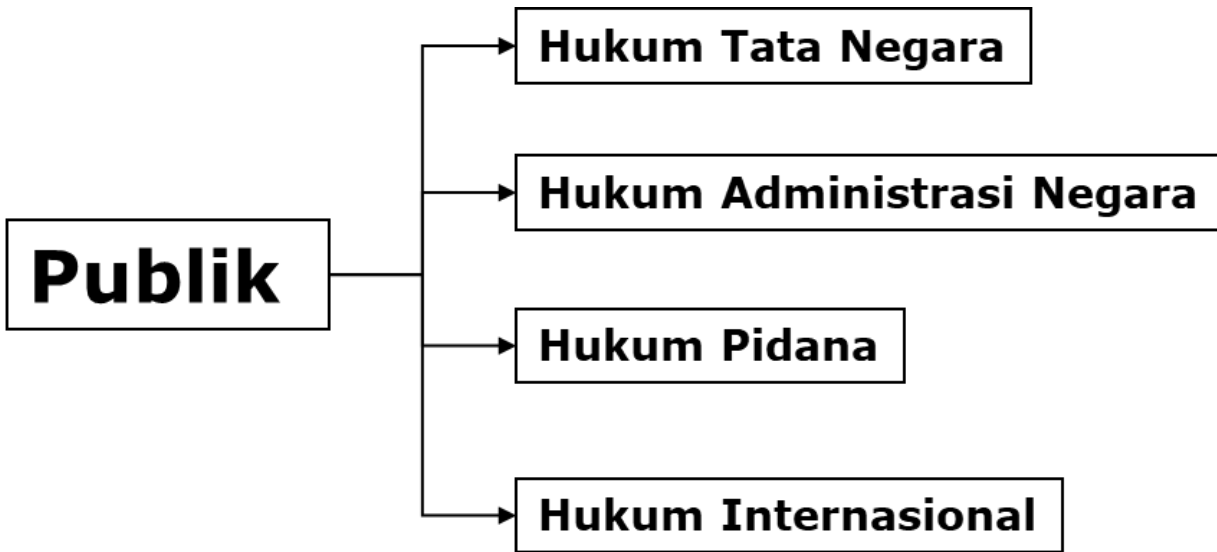 Hukum Tata Negara
Hukum Administrasi Negara
Publik
Hukum Pidana
Hukum Internasional